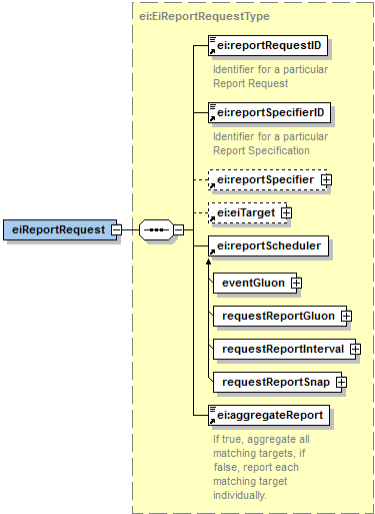 ei:EiReportRequestType
ei:reportRequestID
Identifier for a particular
Report Request
ei:reportSpecifierID
Identifier for a particular
Report Specification
ei:reportSpecifier
ei:eiTarget
eiReportRequest
ei:reportScheduler
eventGluon
requestReportGluon
requestReportInterval
requestReportSnap
ei:aggregateReport
If true, aggregate all
matching targets, if
false, report each
matching target
individually.